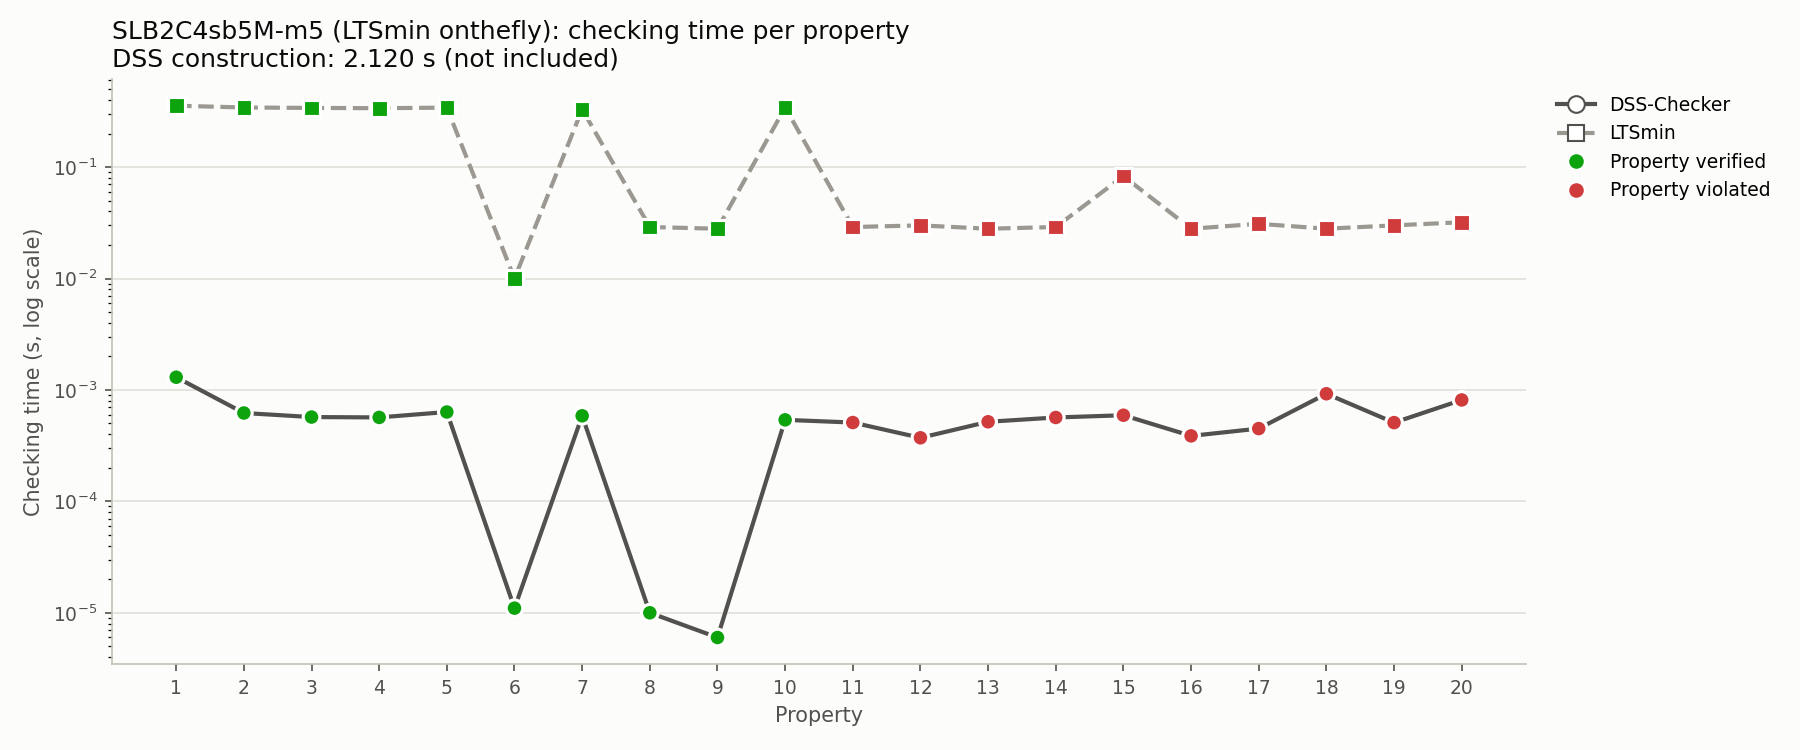 SLB2C4sb5M-m5 (LTSmin onthefly): checking time per property
DSS construction: 2.120 s (not included)
DSS-Checker
LTSmin
Property verified
Property violated
Checking time (s, log scale)
10⁻¹
10⁻²
10⁻³
10⁻⁴
10⁻⁵
1 2 3 4 5 6 7 8 9 10 11 12 13 14 15 16 17 18 19 20
Property